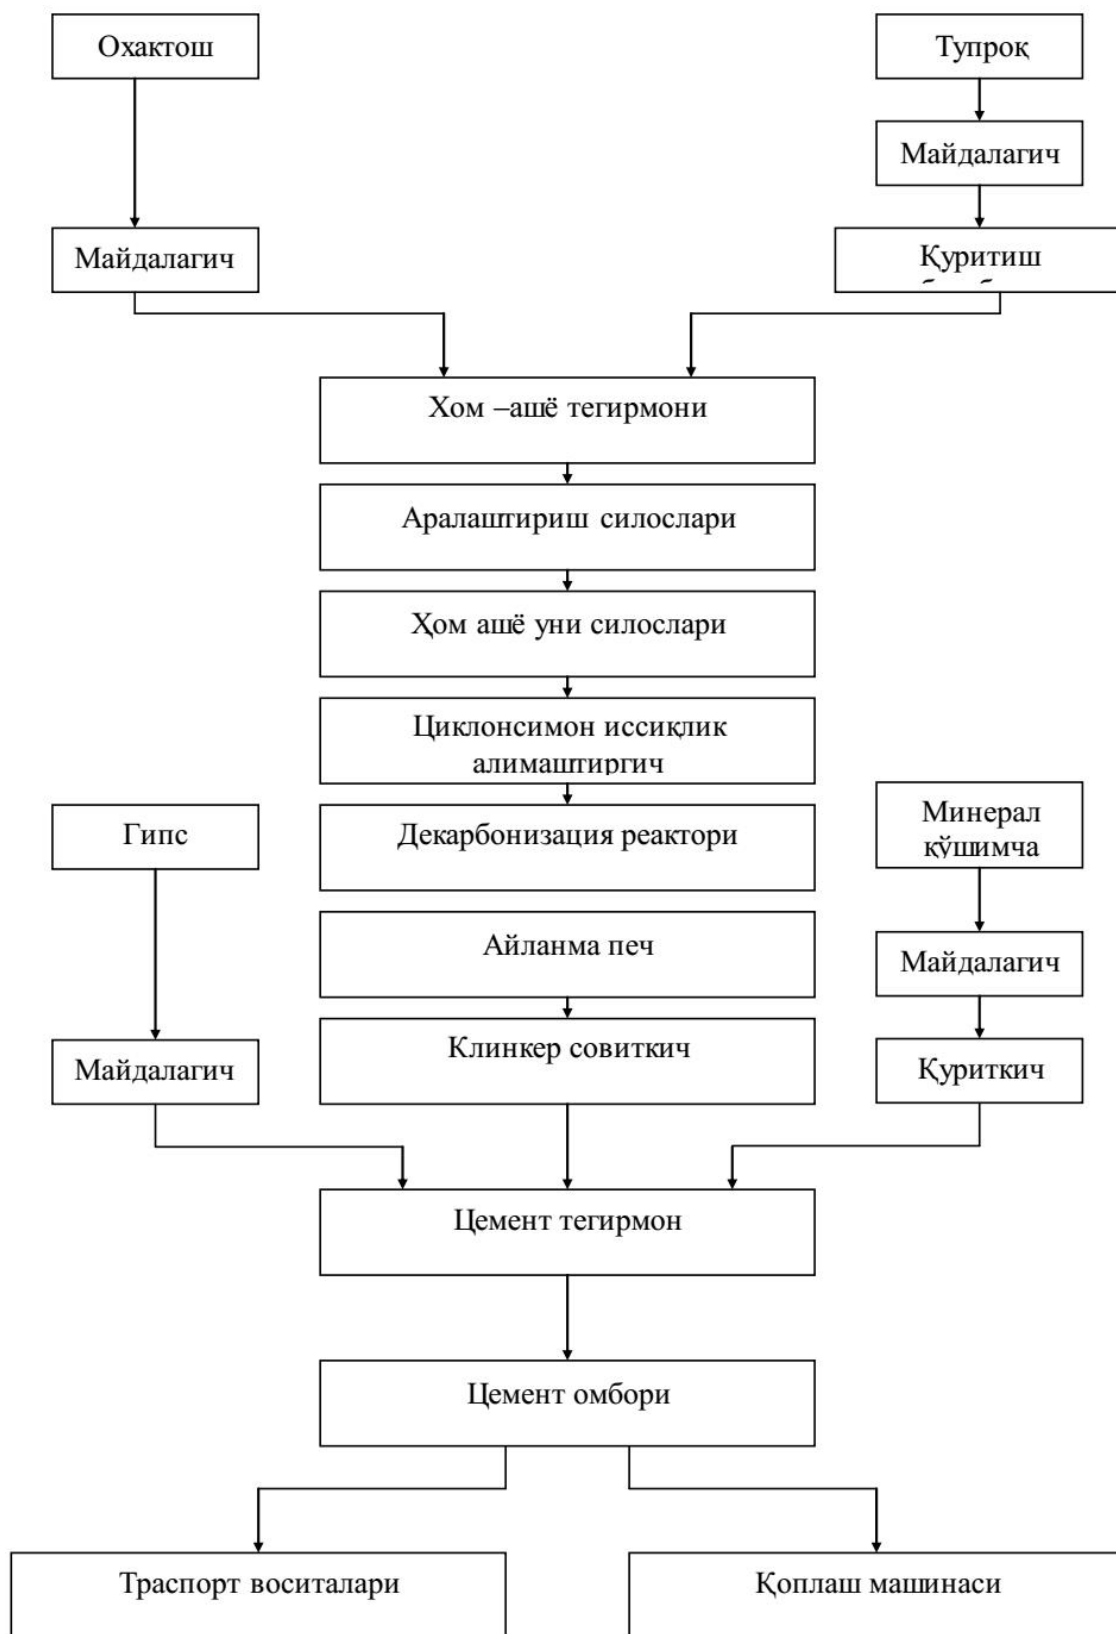 Охактош
Тупроқ
Майдалагич
Майдалагич
Қуритиш
Хом –ашё тегирмони
Аралаштириш силослари
Ҳом ашё уни силослари
Циклонсимон иссиқлик
алимаштиргич
Декарбонизация реактори
Гипс
Минерал
қўшимча
Айланма печ
Майдалагич
Клинкер совиткич
Майдалагич
Қуриткич
Цемент тегирмон
Цемент омбори
Траспорт воситалари
Қоплаш машинаси